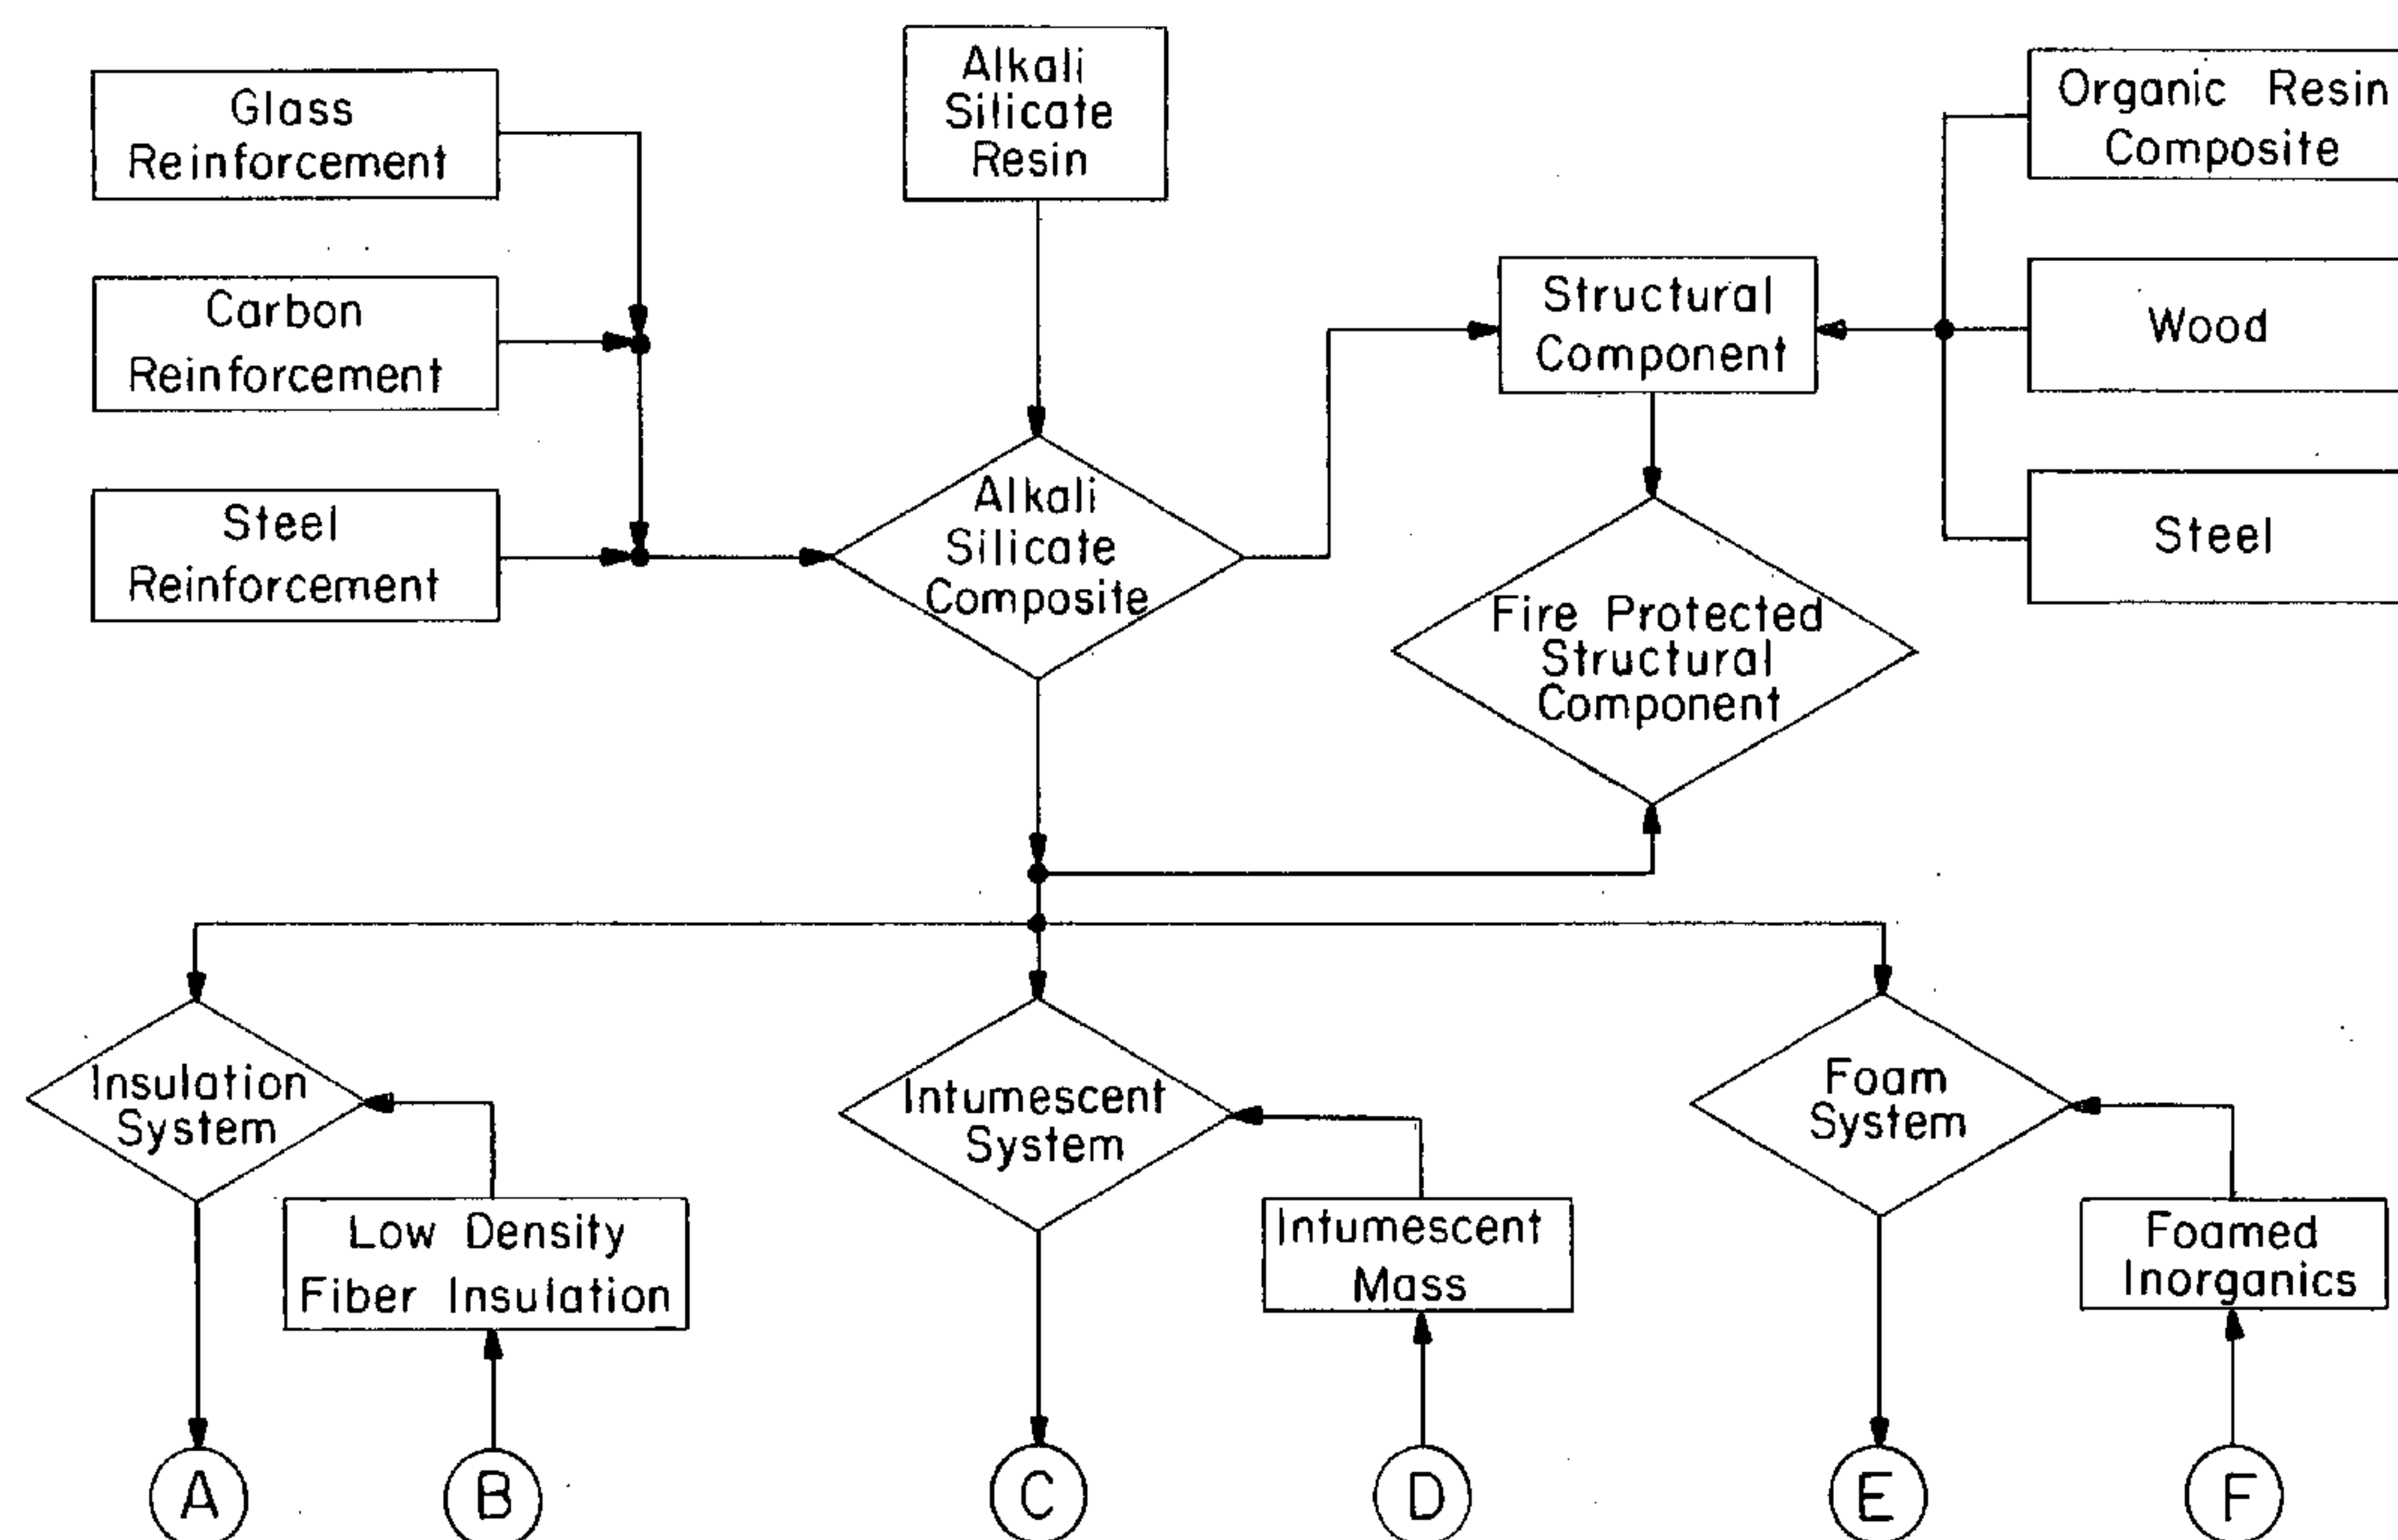 Glass
Reinforcement
Alkali
Silicate
Resin
Organic Resin
Composite
Carbon
Reinforcement
Structural
Component
Wood
Steel
Reinforcement
Alkali
Silicate
Composite
Steel
Fire Protected
Structural
Component
Insulation
System
Intumescent
System
Foam
System
Low Density
Fiber Insulation
Intumescent
Mass
Foamed
Inorganics
A
B
C
D
E
F